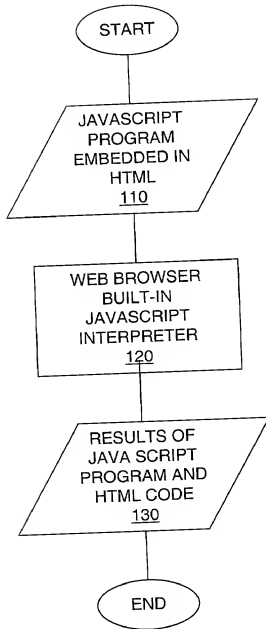 START
JAVASCRIPT
PROGRAM
EMBEDDED IN
HTML
110
WEB BROWSER
BUILT-IN
JAVASCRIPT
INTERPRETER
120
RESULTS OF
JAVA SCRIPT
PROGRAM AND
HTML CODE
130
END